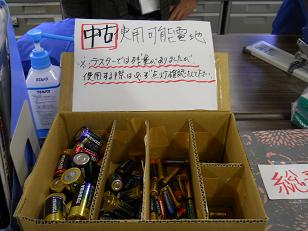 中古使用可能電池
※テスターでは残量がありましたが
使用する際は必ず点灯確認して下さい。